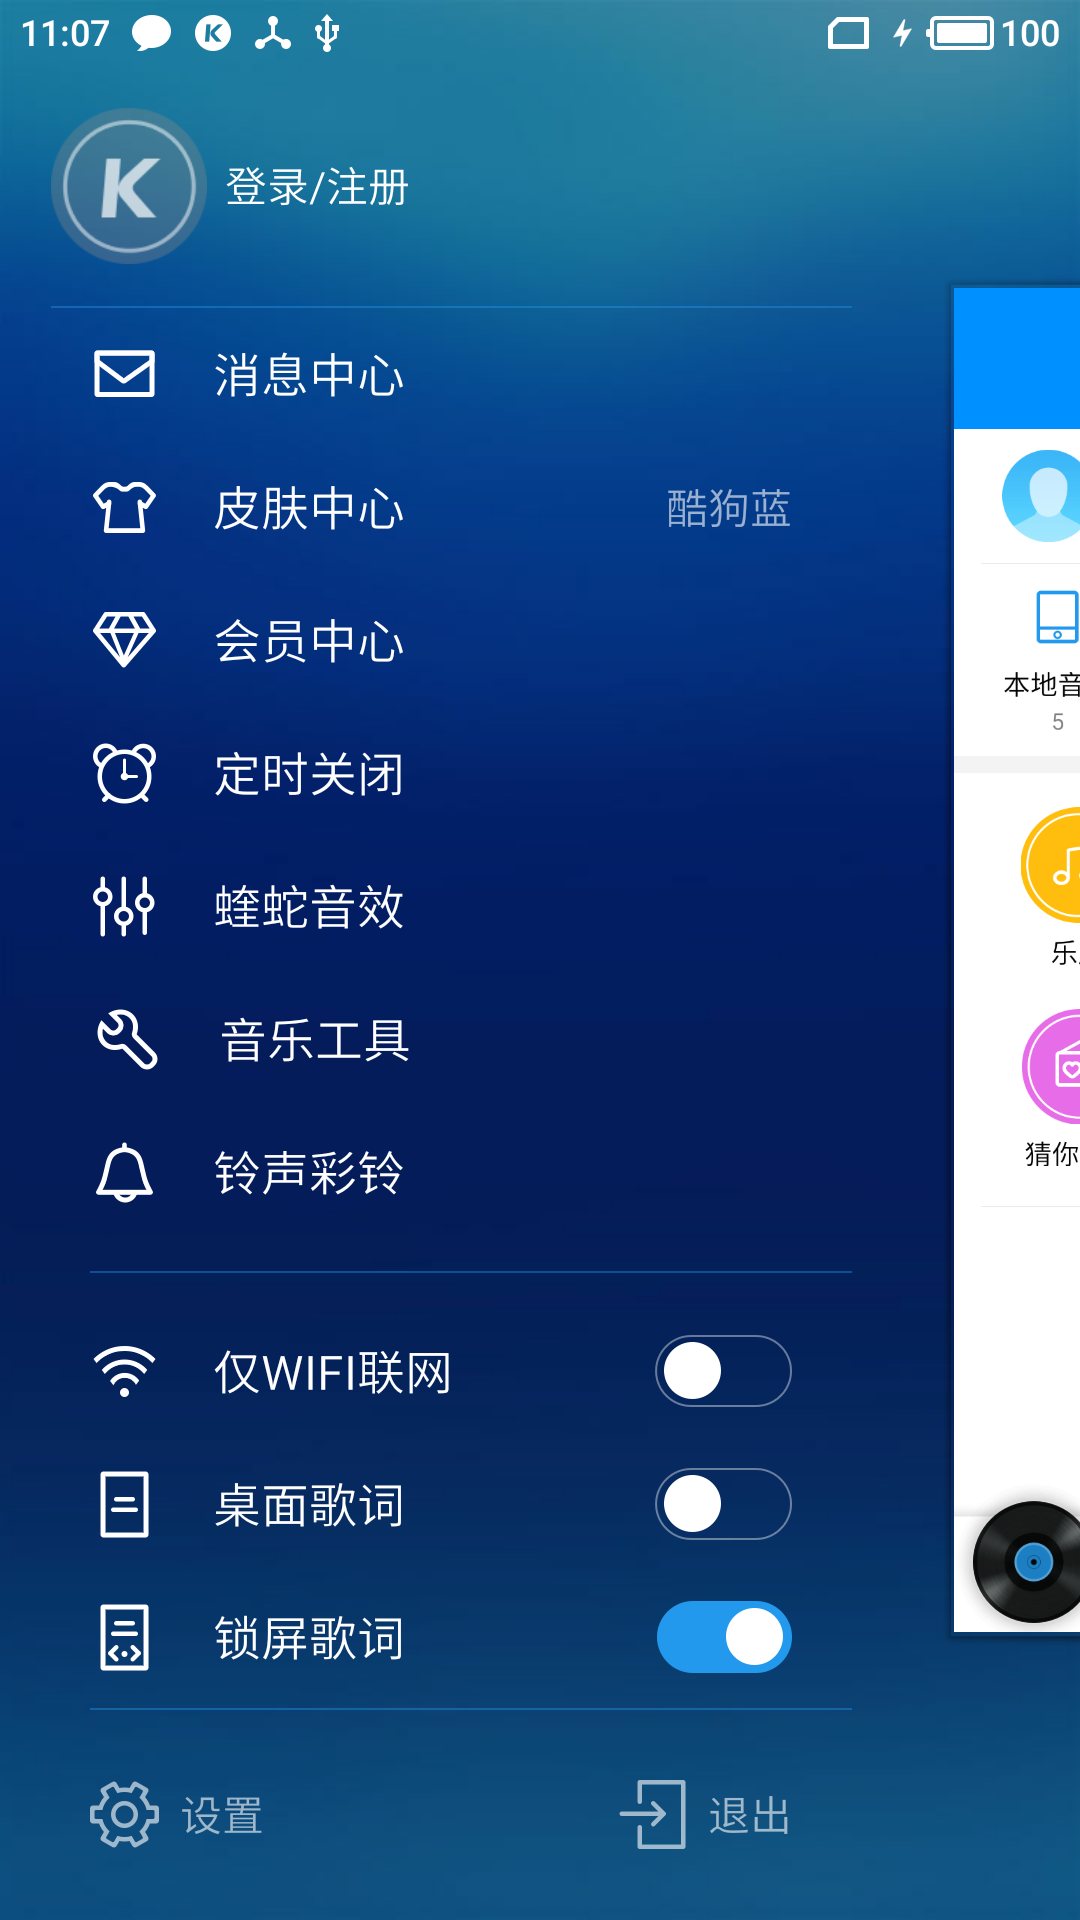 11:07
100
K
登录/注册
消息中心
皮肤中心
酷狗蓝
会员中心
定时关闭
蝰蛇音效
音乐工具
铃声彩铃
仅WIFI联网
桌面歌词
锁屏歌词
设置
退出
本地音
5
乐
猜你